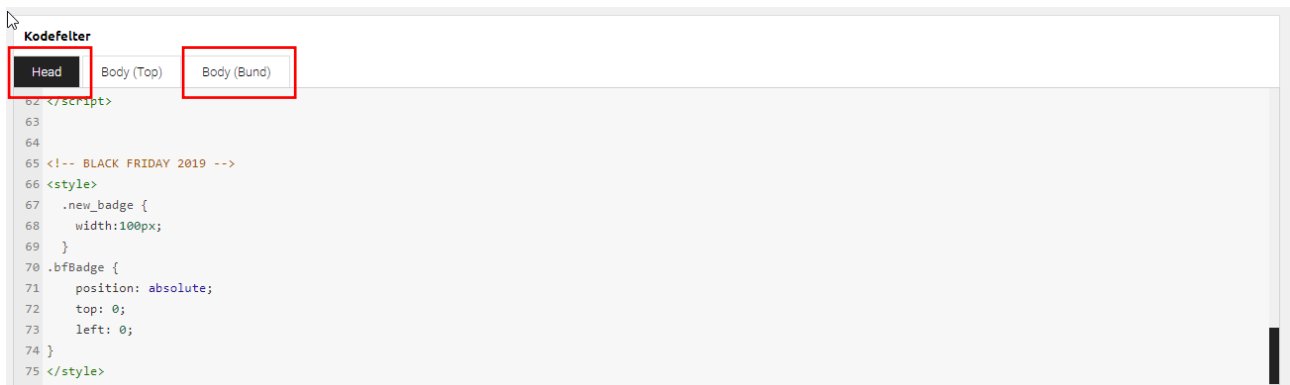 Kodefelter
Head Body (Top) Body (Bund)
62 </script>
63
64
65 <!-- BLACK FRIDAY 2019 -->
66 <style>
67 .new_badge {
68 width:100px;
69 }
70 .bfBadge {
71 position: absolute;
72 top: 0;
73 left: 0;
74 }
75 </style>